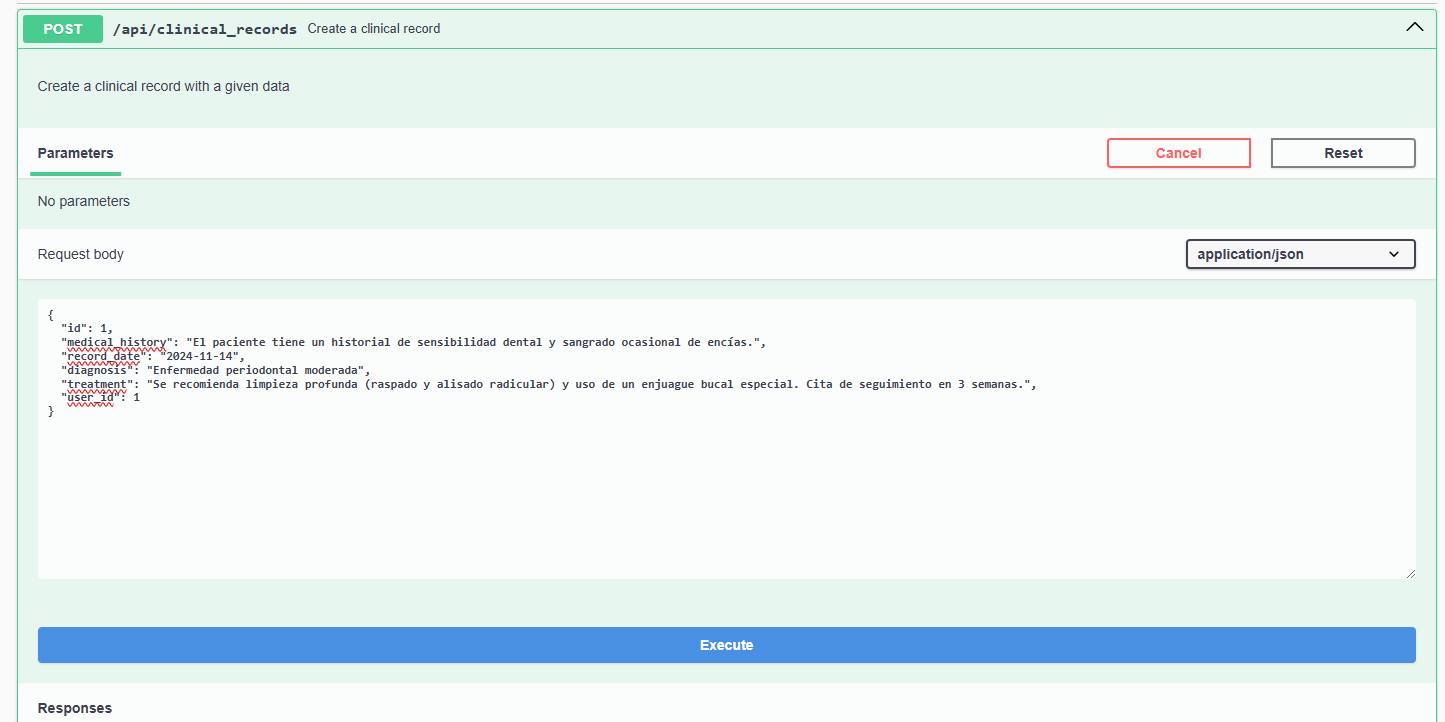 POST /api/clinical_records Create a clinical record
Create a clinical record with a given data
Parameters Cancel Reset
No parameters
Request body application/json
{
"id": 1,
"medical_history": "El paciente tiene un historial de sensibilidad dental y sangrado ocasional de encías.",
"record_date": "2024-11-14",
"diagnosis": "Enfermedad periodontal moderada",
"treatment": "Se recomienda limpieza profunda (raspado y alisado radicular) y uso de un enjuague bucal especial. Cita de seguimiento en 3 semanas.",
"user_id": 1
}
Execute
Responses